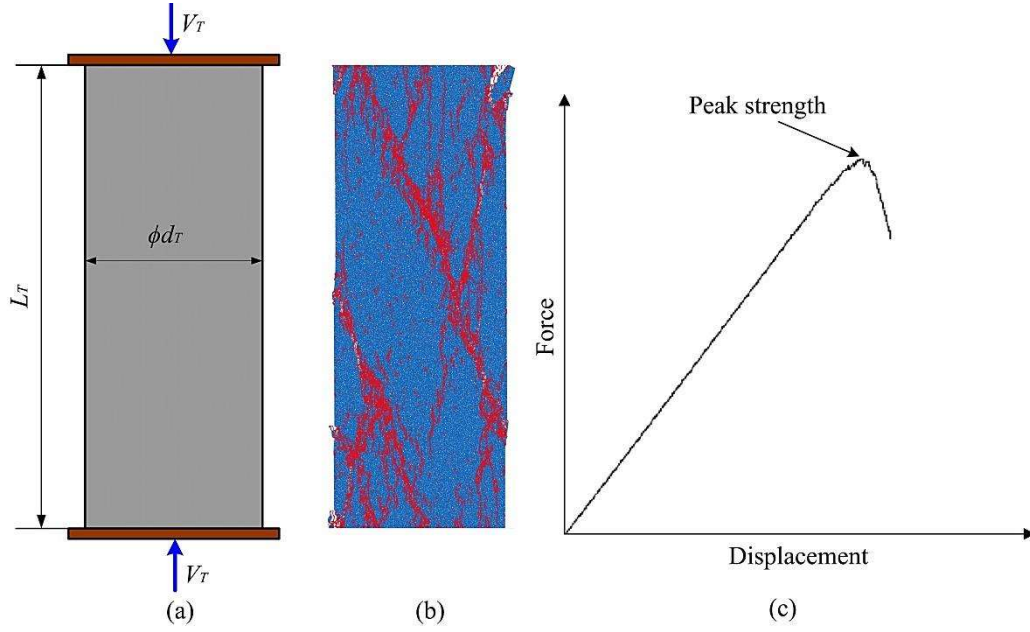 V_T
ϕd_T
L_T
V_T
(a)
(b)
Peak strength
Force
Displacement
(c)